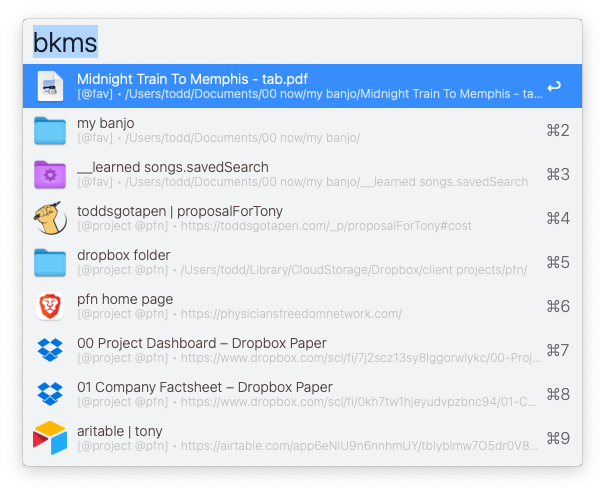 bkms
Midnight Train To Memphis - tab.pdf
[@fav] • /Users/todd/Documents/00 now/my banjo/Midnight Train To Memphis - ta... ↩
my banjo
[@fav] • /Users/todd/Documents/00 now/my banjo/ ⌘2
__learned songs.savedSearch
[@fav] • /Users/todd/Documents/00 now/my banjo/__learned songs.savedSearch ⌘3
toddsgotapen | proposalForTony
[@project @pfn] • https://toddsgotapen.com/_p/proposalForTony#cost ⌘4
dropbox folder
[@project @pfn] • /Users/todd/Library/CloudStorage/Dropbox/client projects/pfn/ ⌘5
pfn home page
[@project @pfn] • https://physiciansfreedomnetwork.com/ ⌘6
00 Project Dashboard – Dropbox Paper
[@project @pfn] • https://www.dropbox.com/scl/fi/7j2scz13sy8lggorwlykc/00-Proj... ⌘7
01 Company Factsheet – Dropbox Paper
[@project @pfn] • https://www.dropbox.com/scl/fi/0kh7tw1hjeyudvpzbnc94/01-C... ⌘8
aritable | tony
[@project @pfn] • https://airtable.com/app6eNlU9n6nnhmUY/tblyblmw7O5dr0V8... ⌘9